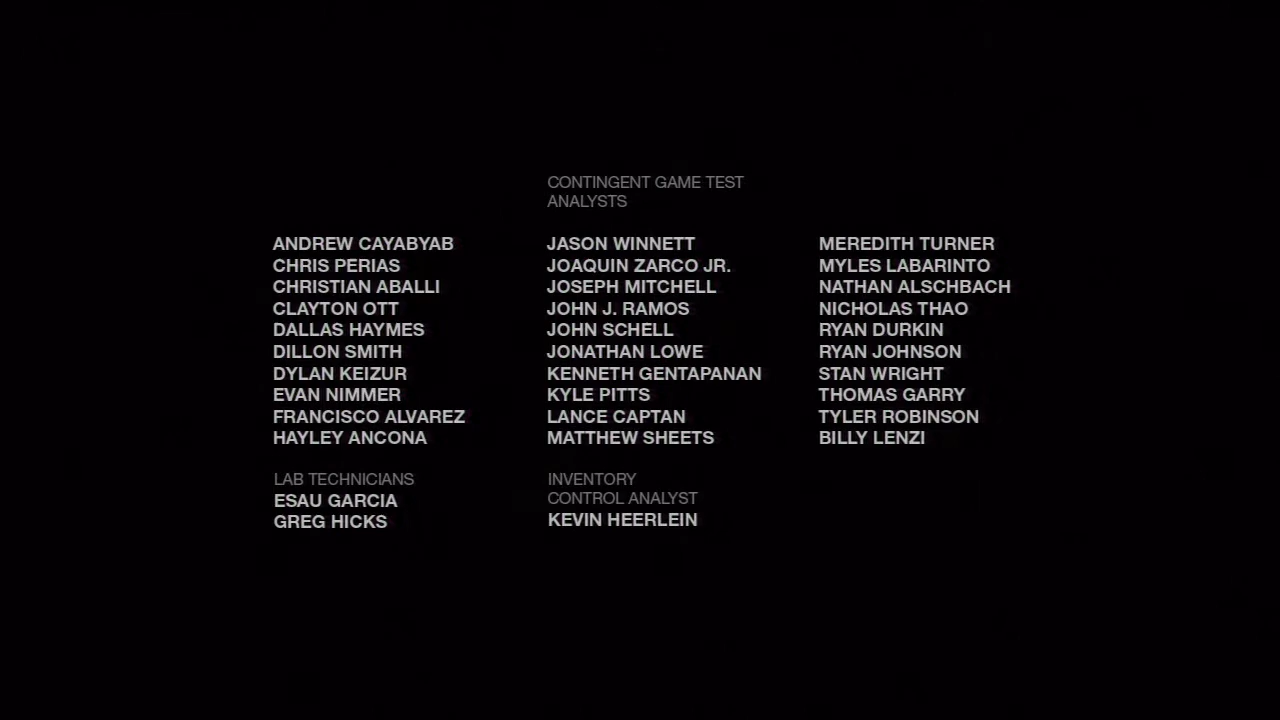 CONTINGENT GAME TEST
ANALYSTS
ANDREW CAYABYAB
CHRIS PERIAS
CHRISTIAN ABALLI
CLAYTON OTT
DALLAS HAYMES
DILLON SMITH
DYLAN KEIZUR
EVAN NIMMER
FRANCISCO ALVAREZ
HAYLEY ANCONA
JASON WINNETT
JOAQUIN ZARCO JR.
JOSEPH MITCHELL
JOHN J. RAMOS
JOHN SCHELL
JONATHAN LOWE
KENNETH GENTAPANAN
KYLE PITTS
LANCE CAPTAN
MATTHEW SHEETS
MEREDITH TURNER
MYLES LABARINTO
NATHAN ALSCHBACH
NICHOLAS THAO
RYAN DURKIN
RYAN JOHNSON
STAN WRIGHT
THOMAS GARRY
TYLER ROBINSON
BILLY LENZI
LAB TECHNICIANS
ESAU GARCIA
GREG HICKS
INVENTORY
CONTROL ANALYST
KEVIN HEERLEIN